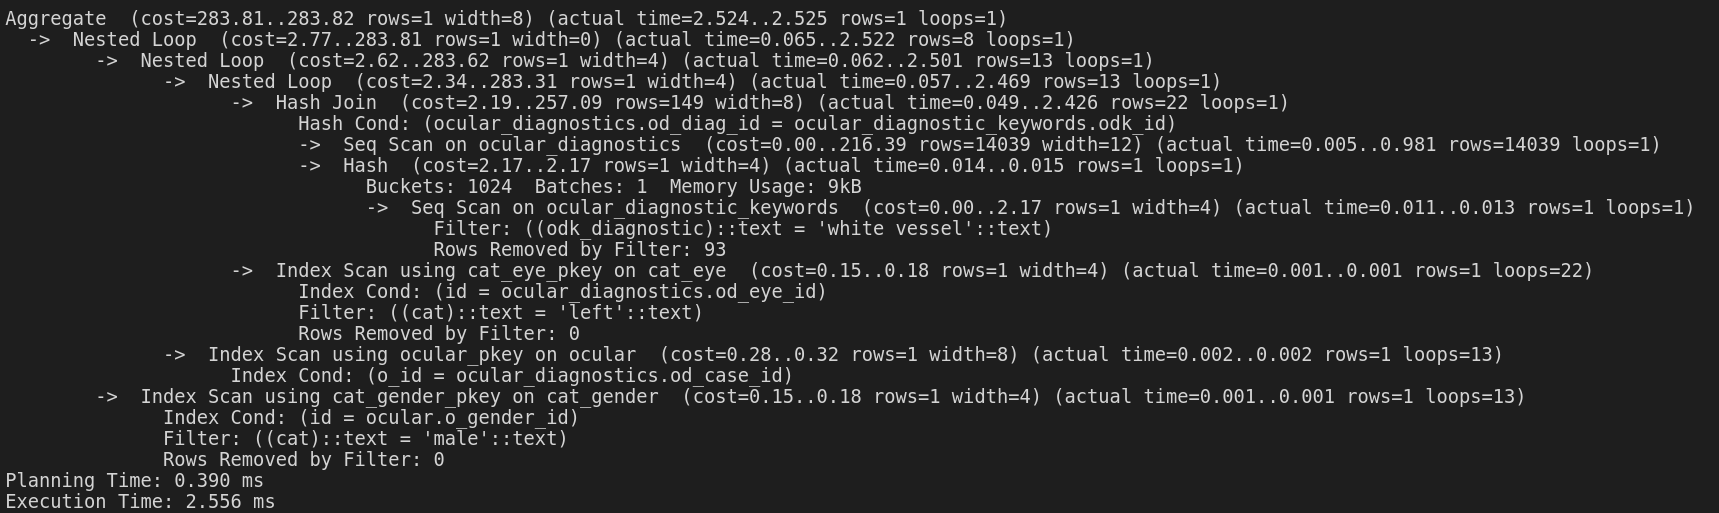 Aggregate  (cost=283.81..283.82 rows=1 width=8) (actual time=2.524..2.525 rows=1 loops=1)
  ->  Nested Loop  (cost=2.77..283.81 rows=1 width=0) (actual time=0.065..2.522 rows=8 loops=1)
        ->  Nested Loop  (cost=2.62..283.62 rows=1 width=4) (actual time=0.062..2.501 rows=13 loops=1)
              ->  Nested Loop  (cost=2.34..283.31 rows=1 width=4) (actual time=0.057..2.469 rows=13 loops=1)
                    ->  Hash Join  (cost=2.19..257.09 rows=149 width=8) (actual time=0.049..2.426 rows=22 loops=1)
                          Hash Cond: (ocular_diagnostics.od_diag_id = ocular_diagnostic_keywords.odk_id)
                          ->  Seq Scan on ocular_diagnostics  (cost=0.00..216.39 rows=14039 width=12) (actual time=0.005..0.981 rows=14039 loops=1)
                          ->  Hash  (cost=2.17..2.17 rows=1 width=4) (actual time=0.014..0.015 rows=1 loops=1)
                                Buckets: 1024  Batches: 1  Memory Usage: 9kB
                                ->  Seq Scan on ocular_diagnostic_keywords  (cost=0.00..2.17 rows=1 width=4) (actual time=0.011..0.013 rows=1 loops=1)
                                      Filter: ((odk_diagnostic)::text = 'white vessel'::text)
                                      Rows Removed by Filter: 93
                    ->  Index Scan using cat_eye_pkey on cat_eye  (cost=0.15..0.18 rows=1 width=4) (actual time=0.001..0.001 rows=1 loops=22)
                          Index Cond: (id = ocular_diagnostics.od_eye_id)
                          Filter: ((cat)::text = 'left'::text)
                          Rows Removed by Filter: 0
              ->  Index Scan using ocular_pkey on ocular  (cost=0.28..0.32 rows=1 width=8) (actual time=0.002..0.002 rows=1 loops=13)
                    Index Cond: (o_id = ocular_diagnostics.od_case_id)
        ->  Index Scan using cat_gender_pkey on cat_gender  (cost=0.15..0.18 rows=1 width=4) (actual time=0.001..0.001 rows=1 loops=13)
              Index Cond: (id = ocular.o_gender_id)
              Filter: ((cat)::text = 'male'::text)
              Rows Removed by Filter: 0
Planning Time: 0.390 ms
Execution Time: 2.556 ms